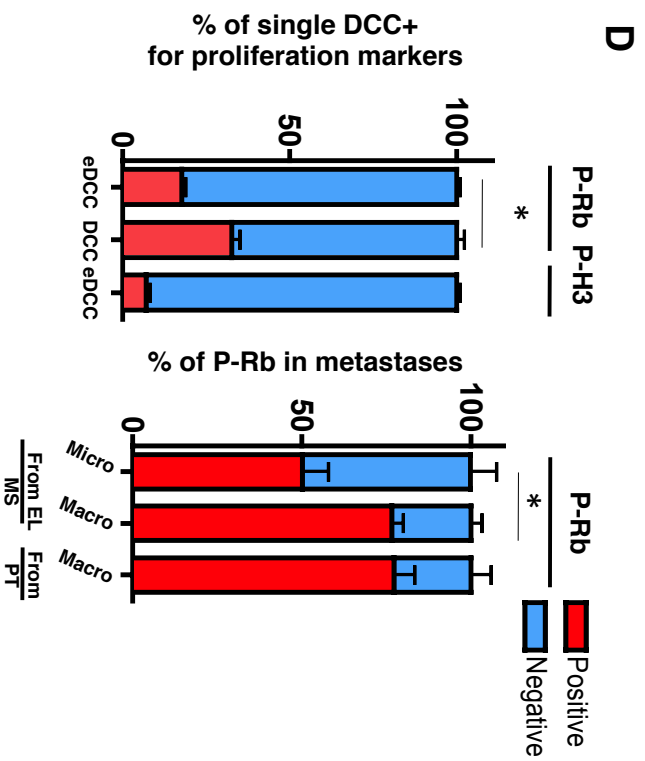 D
% of single DCC+
for proliferation markers
100
50
0
P-Rb P-H3
*
eDCC DCC eDCC
% of P-Rb in metastases
100
50
0
P-Rb
*
Micro
Macro
Macro
From EL
MS
From
PT
Positive
Negative